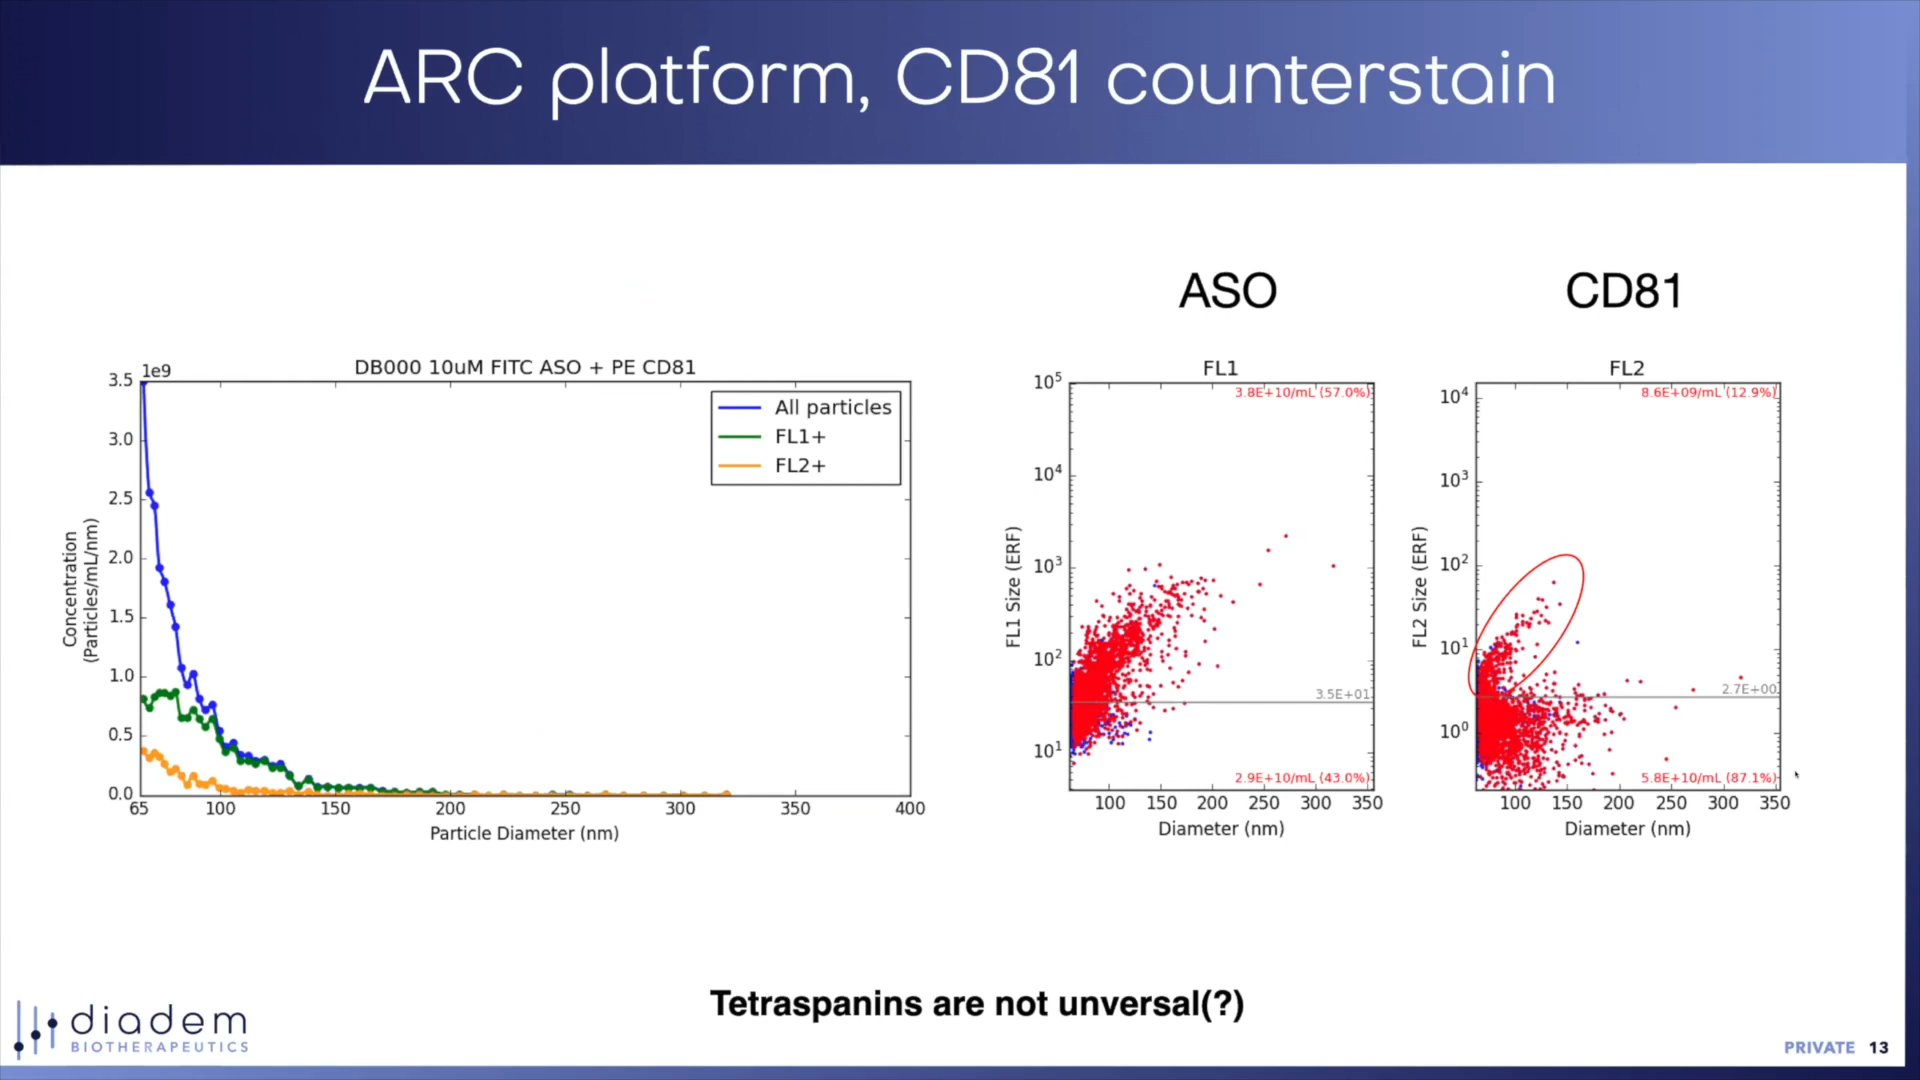 ARC platform, CD81 counterstain
ASO
CD81
DB000 10uM FITC ASO + PE CD81
1e9
3.5
3.0
2.5
2.0
1.5
1.0
0.5
0.0
Concentration
(Particles/mL/nm)
All particles
FL1+
FL2+
65 100 150 200 250 300 350 400
Particle Diameter (nm)
FL1
3.8E+10/mL (57.0%)
10^5
10^4
10^3
10^2
10^1
FL1 Size (ERF)
3.5E+01
2.9E+10/mL (43.0%)
100 150 200 250 300 350
Diameter (nm)
FL2
8.6E+09/mL (12.9%)
10^4
10^3
10^2
10^1
10^0
FL2 Size (ERF)
2.7E+00
5.8E+10/mL (87.1%)
100 150 200 250 300 350
Diameter (nm)
Tetraspanins are not unversal(?)
diadem
BIOTHERAPEUTICS
PRIVATE 13